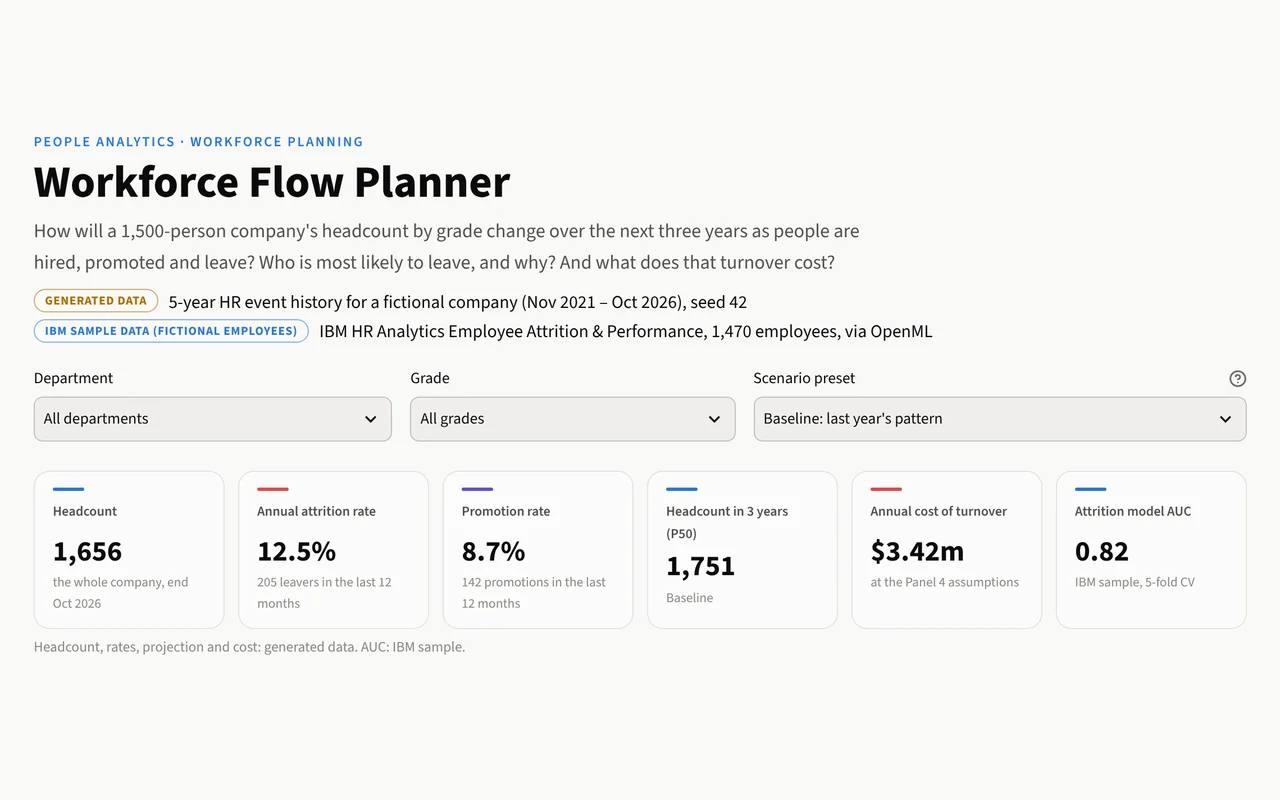 PEOPLE ANALYTICS · WORKFORCE PLANNING
Workforce Flow Planner
How will a 1,500-person company's headcount by grade change over the next three years as people are
hired, promoted and leave? Who is most likely to leave, and why? And what does that turnover cost?
GENERATED DATA 5-year HR event history for a fictional company (Nov 2021 – Oct 2026), seed 42
IBM SAMPLE DATA (FICTIONAL EMPLOYEES) IBM HR Analytics Employee Attrition & Performance, 1,470 employees, via OpenML
Department
All departments
Grade
All grades
Scenario preset
?
Baseline: last year's pattern
Headcount
1,656
the whole company, end
Oct 2026
Annual attrition rate
12.5%
205 leavers in the last 12
months
Promotion rate
8.7%
142 promotions in the last
12 months
Headcount in 3 years
(P50)
1,751
Baseline
Annual cost of turnover
$3.42m
at the Panel 4 assumptions
Attrition model AUC
0.82
IBM sample, 5-fold CV
Headcount, rates, projection and cost: generated data. AUC: IBM sample.